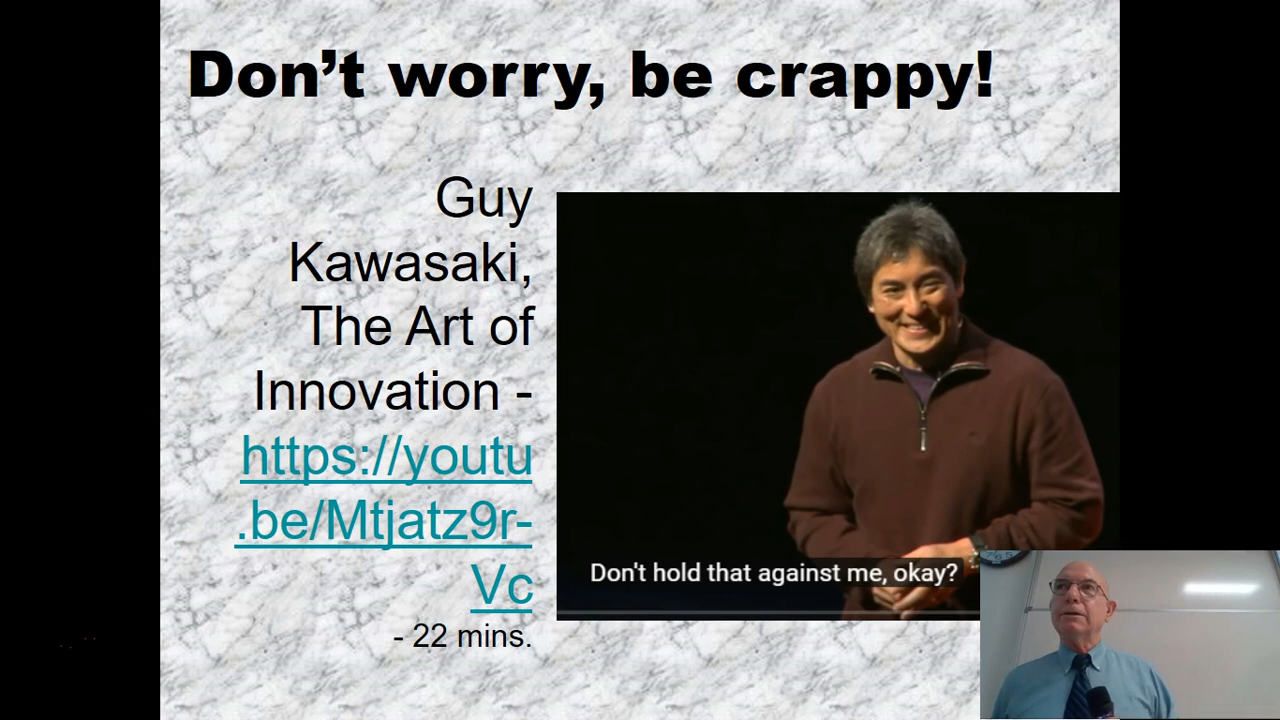 Don’t worry, be crappy!
Guy
Kawasaki,
The Art of
Innovation -
https://youtu
.be/Mtjatz9r-
Vc
- 22 mins.
Don't hold that against me, okay?